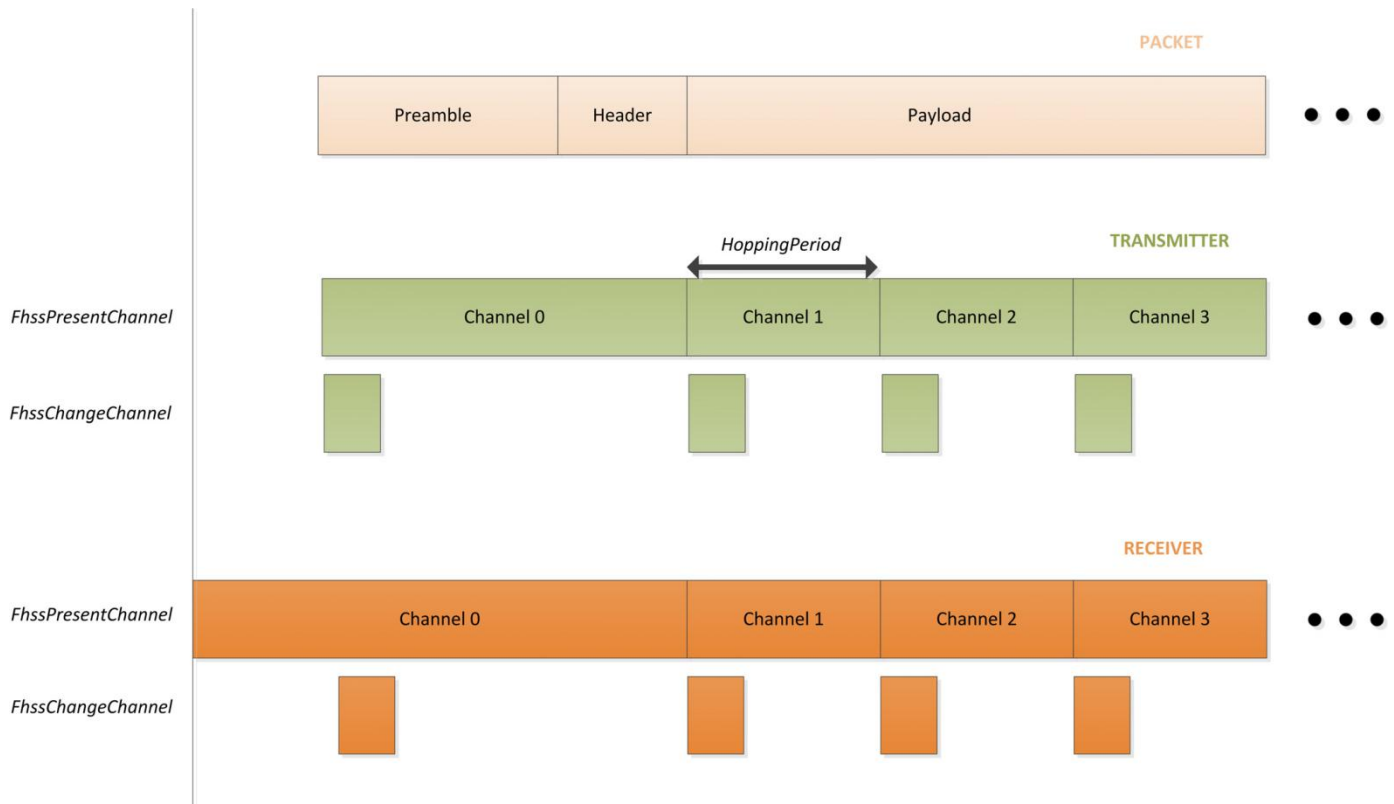 PACKET
Preamble Header Payload
HoppingPeriod
TRANSMITTER
FhssPresentChannel Channel 0 Channel 1 Channel 2 Channel 3
FhssChangeChannel
RECEIVER
FhssPresentChannel Channel 0 Channel 1 Channel 2 Channel 3
FhssChangeChannel